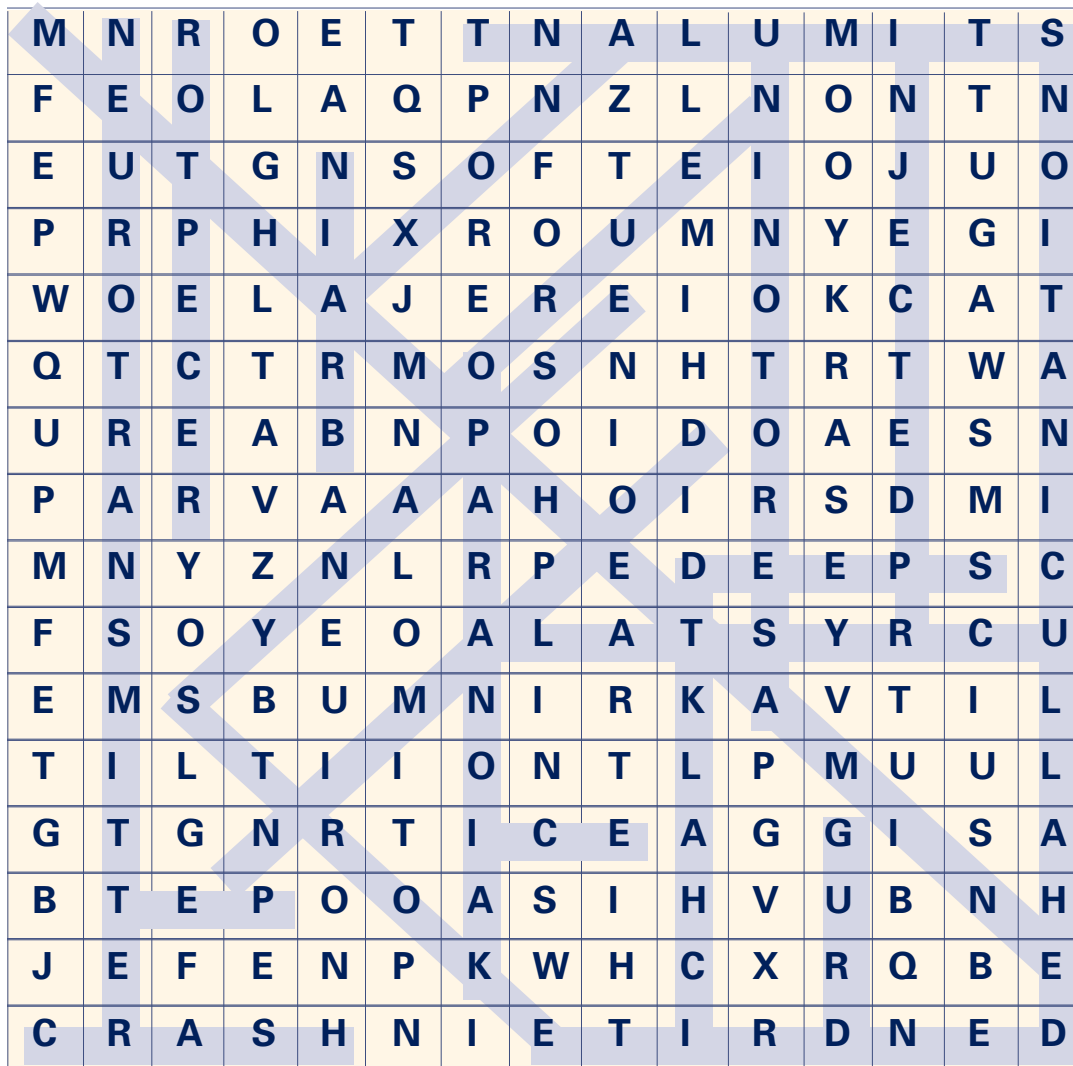 M N R O E T T N A L U M I T S
F E O L A Q P N Z L N O N T N
E U T G N S O F T E I O J U O
P R P H I X R O U M N Y E G I
W O E L A J E R E I O K C A T
Q T C T R M O S N H T R T W A
U R E A B N P O I D O A E S N
P A R V A A A H O I R S D M I
M N Y Z N L R P E D E E P S C
F S O Y E O A L A T S Y R C U
E M S B U M N I R K A V T I L
T I L T I I O N T L P M U U L
G T G N R T I C E A G G I S A
B T E P O O A S I H V U B N H
J E F E N P K W H C X R Q B E
C R A S H N I E T I R D N E D